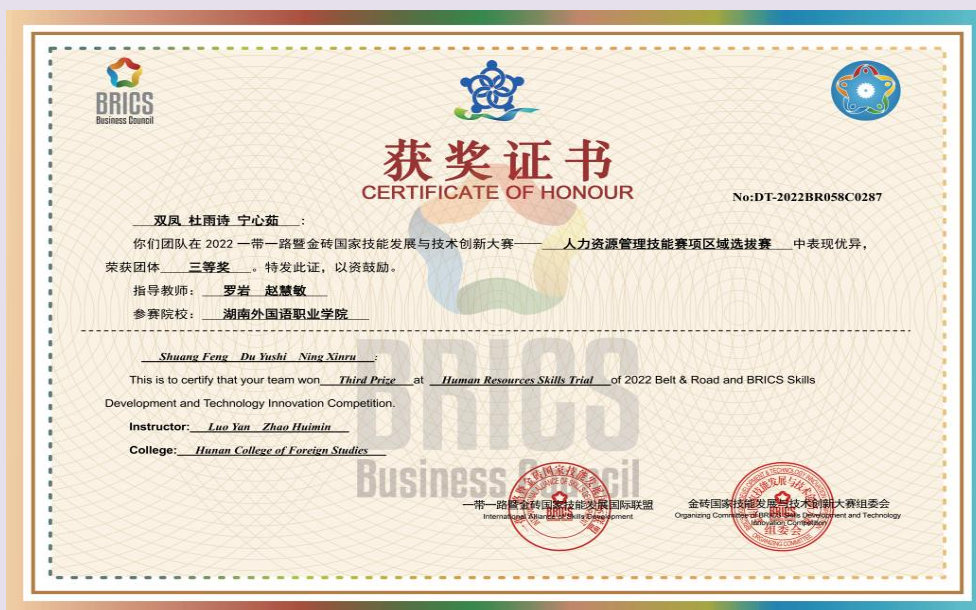 BRICS
Business Council
获奖证书
CERTIFICATE OF HONOUR
No:DT-2022BR058C0287
双凤 杜雨诗 宁心茹 :
你们团队在 2022 一带一路暨金砖国家技能发展与技术创新大赛—— 人力资源管理技能赛项区域选拔赛 中表现优异，
荣获团体 三等奖 。特发此证，以资鼓励。
指导教师： 罗岩 赵慧敏
参赛院校： 湖南外国语职业学院
Shuang Feng Du Yushi Ning Xinru :
This is to certify that your team won Third Prize at Human Resources Skills Trial of 2022 Belt & Road and BRICS Skills
Development and Technology Innovation Competition.
Instructor: Luo Yan Zhao Huimin
College: Hunan College of Foreign Studies
BRICS
Business Council
一带一路暨金砖国家技能发展国际联盟
International Alliance of Skills Development
金砖国家技能发展与技术创新大赛组委会
Organizing Committee of BRICS Skills Development and Technology
Innovation Competition
组委会
ORGANIZING COMMITTEE